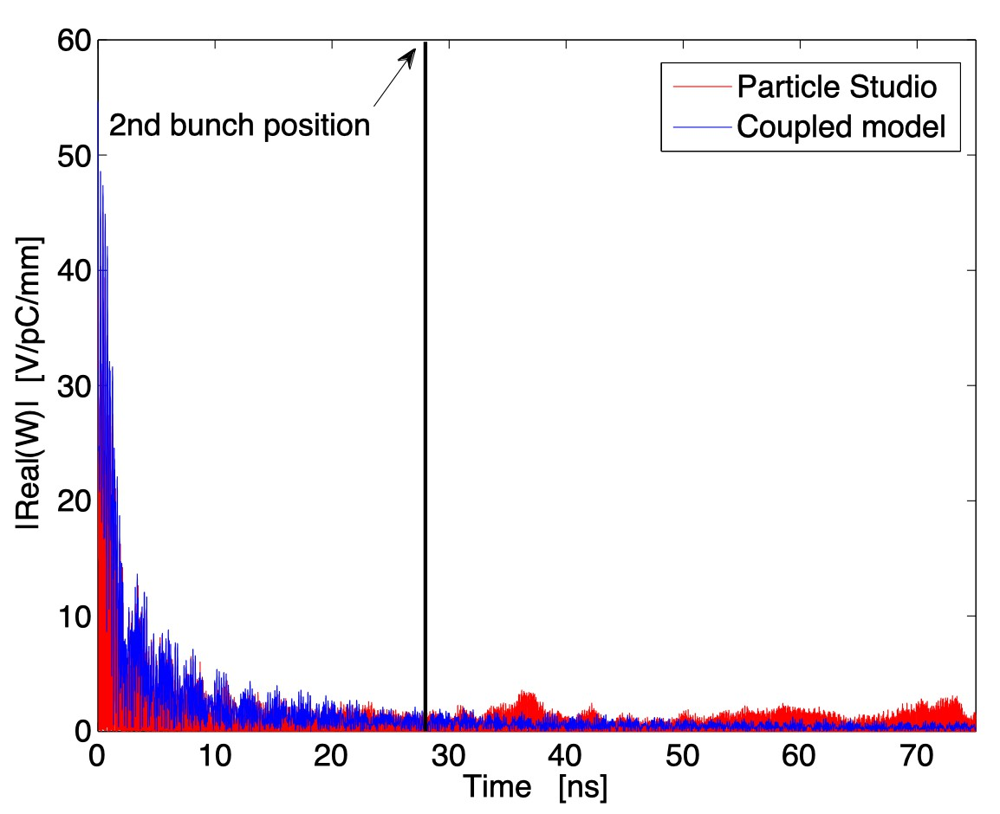 60
50
40
30
20
10
0
|Real(W)| [V/pC/mm]
2nd bunch position
Particle Studio
Coupled model
0 10 20 30 40 50 60 70
Time [ns]